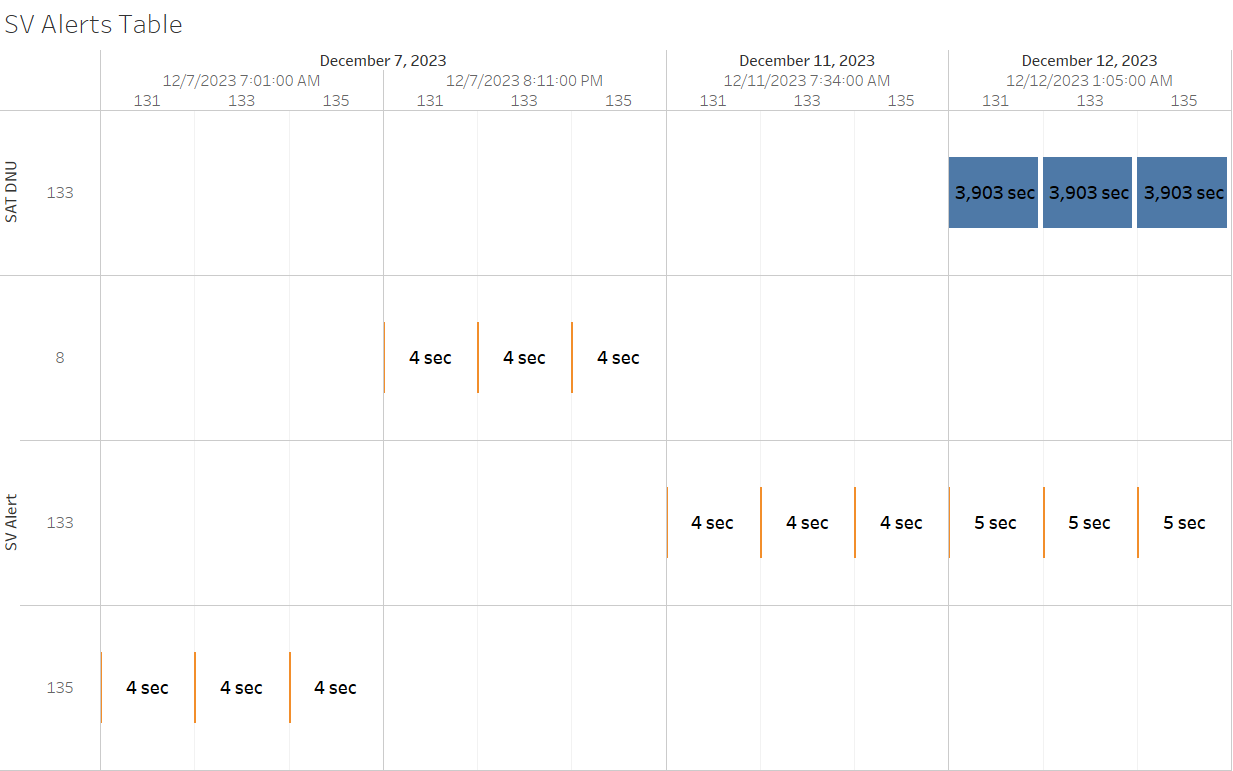 SV Alerts Table
December 7, 2023 December 11, 2023 December 12, 2023
12/7/2023 7:01:00 AM 12/7/2023 8:11:00 PM 12/11/2023 7:34:00 AM 12/12/2023 1:05:00 AM
131 133 135 131 133 135 131 133 135 131 133 135
SAT DNU 133 3,903 sec 3,903 sec 3,903 sec
SV Alert
8 4 sec 4 sec 4 sec
133 4 sec 4 sec 4 sec 5 sec 5 sec 5 sec
135 4 sec 4 sec 4 sec